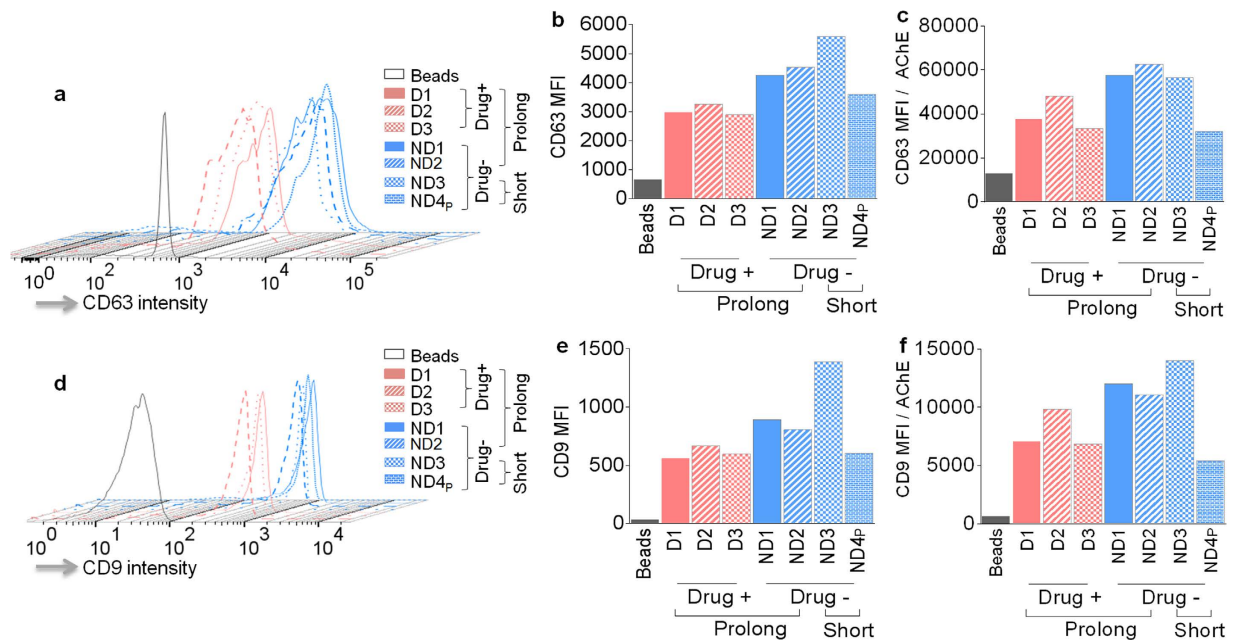 a
Beads
D1
D2
D3
ND1
ND2
ND3
ND4P
Drug+
Drug-
Prolong
Short
10^0 10^2 10^3 10^4 10^5
CD63 intensity
b
CD63 MFI
6000
5000
4000
3000
2000
1000
0
Beads D1 D2 D3 ND1 ND2 ND3 ND4P
Drug + Drug -
Prolong Short
c
CD63 MFI / AChE
80000
60000
40000
20000
0
Beads D1 D2 D3 ND1 ND2 ND3 ND4P
Drug + Drug -
Prolong Short
d
Beads
D1
D2
D3
ND1
ND2
ND3
ND4P
Drug+
Drug-
Prolong
Short
10^0 10^1 10^2 10^3 10^4
CD9 intensity
e
CD9 MFI
1500
1000
500
0
Beads D1 D2 D3 ND1 ND2 ND3 ND4P
Drug + Drug -
Prolong Short
f
CD9 MFI / AChE
15000
10000
5000
0
Beads D1 D2 D3 ND1 ND2 ND3 ND4P
Drug + Drug -
Prolong Short